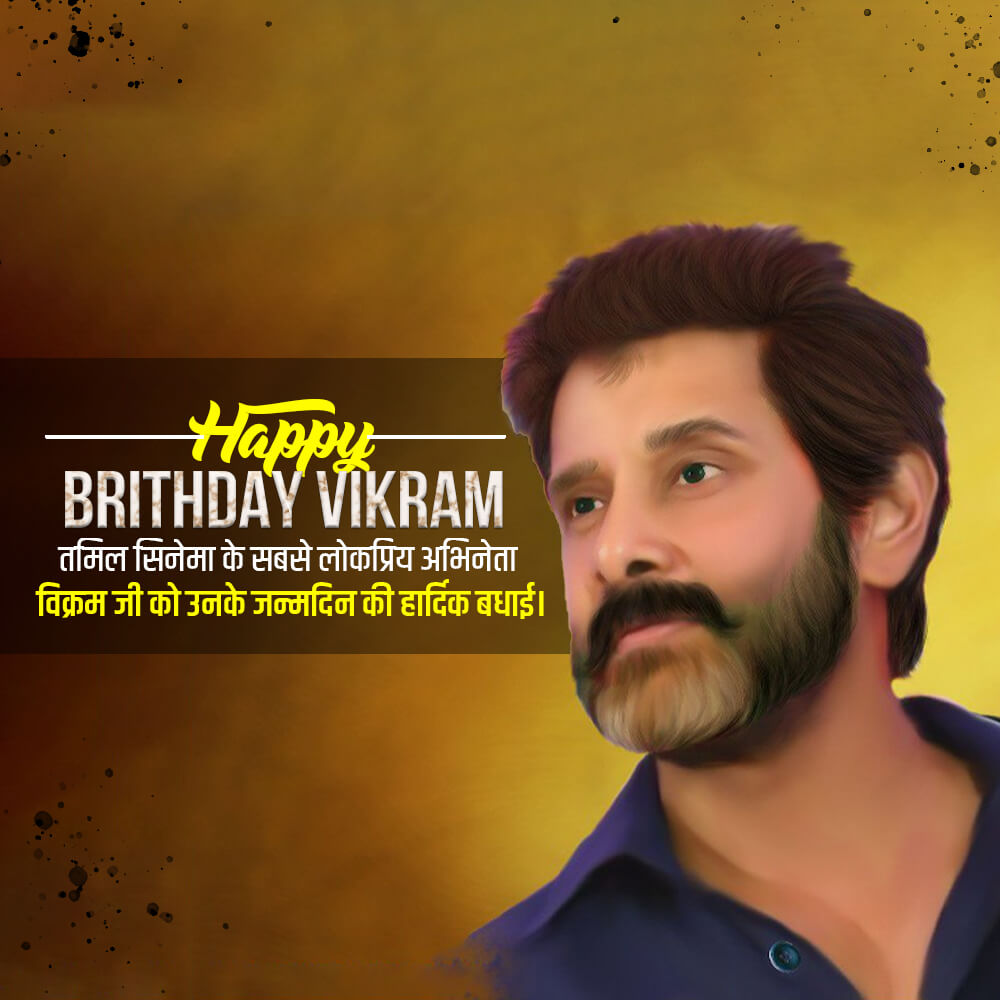 Happy
BRITHDAY VIKRAM
तमिल सिनेमा के सबसे लोकप्रिय अभिनेता
विक्रम जी को उनके जन्मदिन की हार्दिक बधाई।